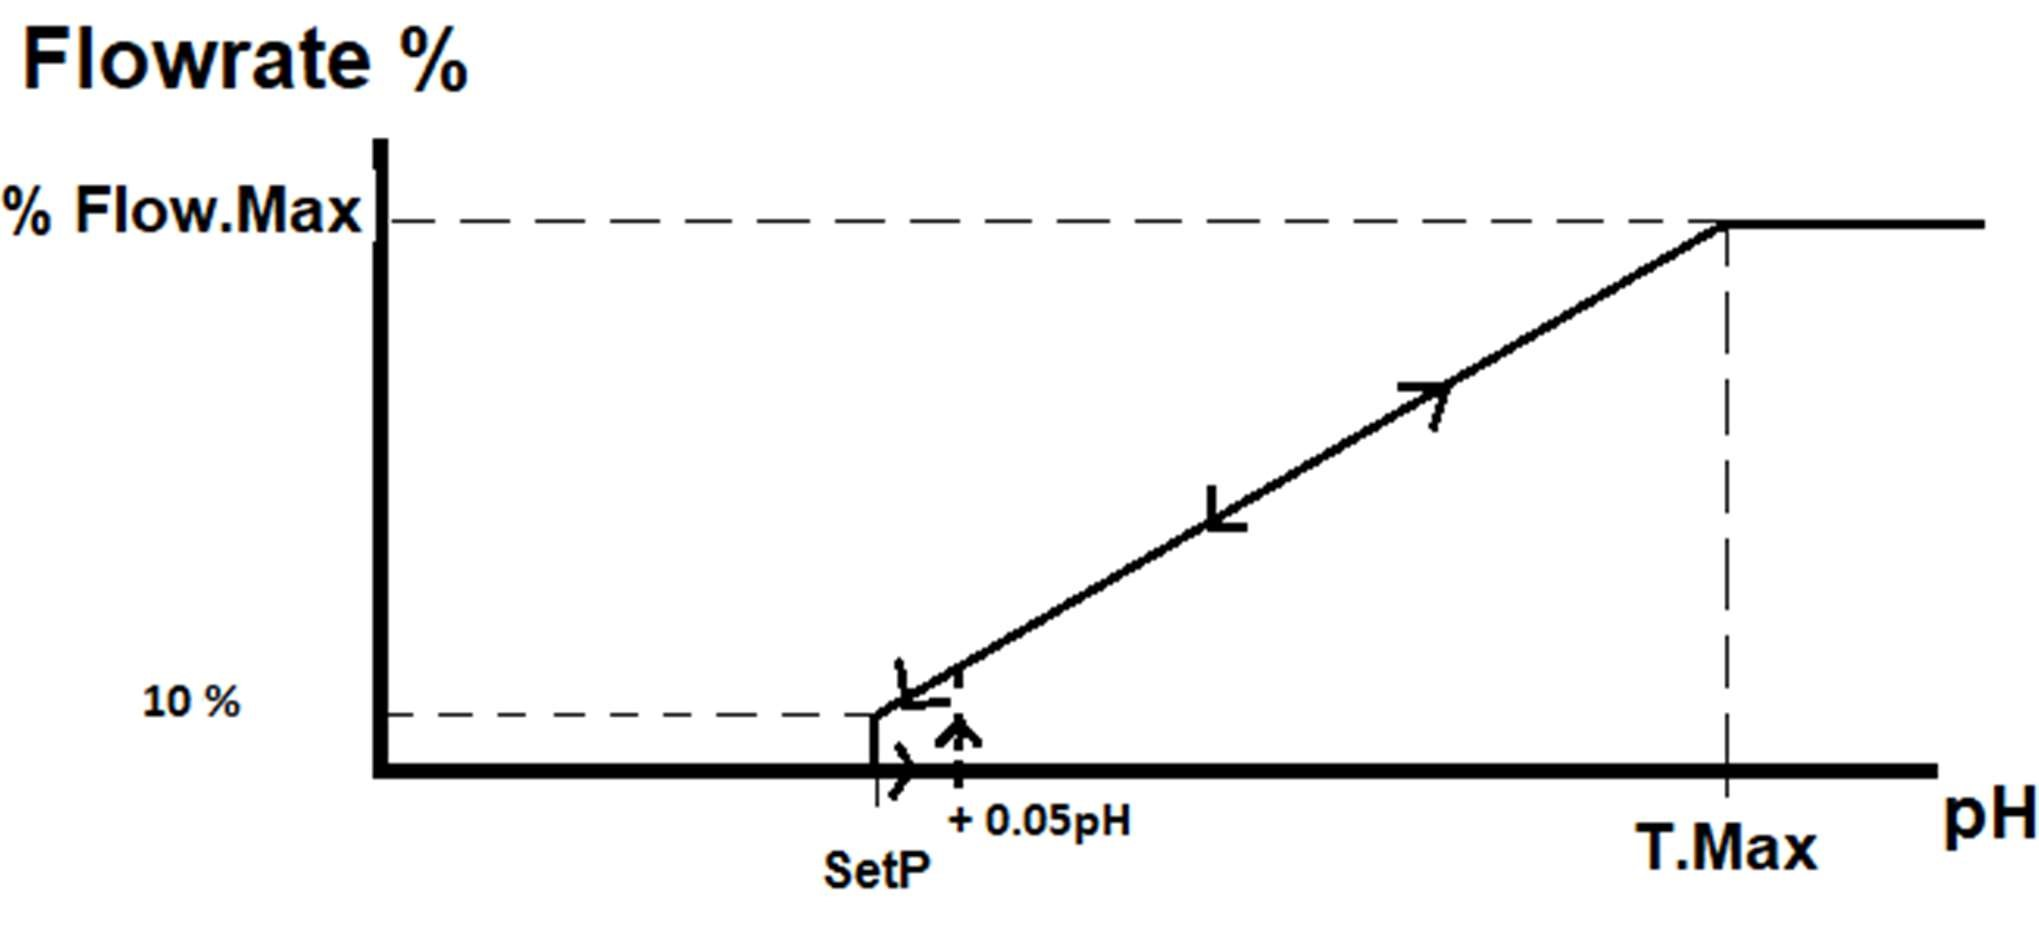 Flowrate %
% Flow.Max
10 %
+ 0.05pH
pH
SetP
T.Max